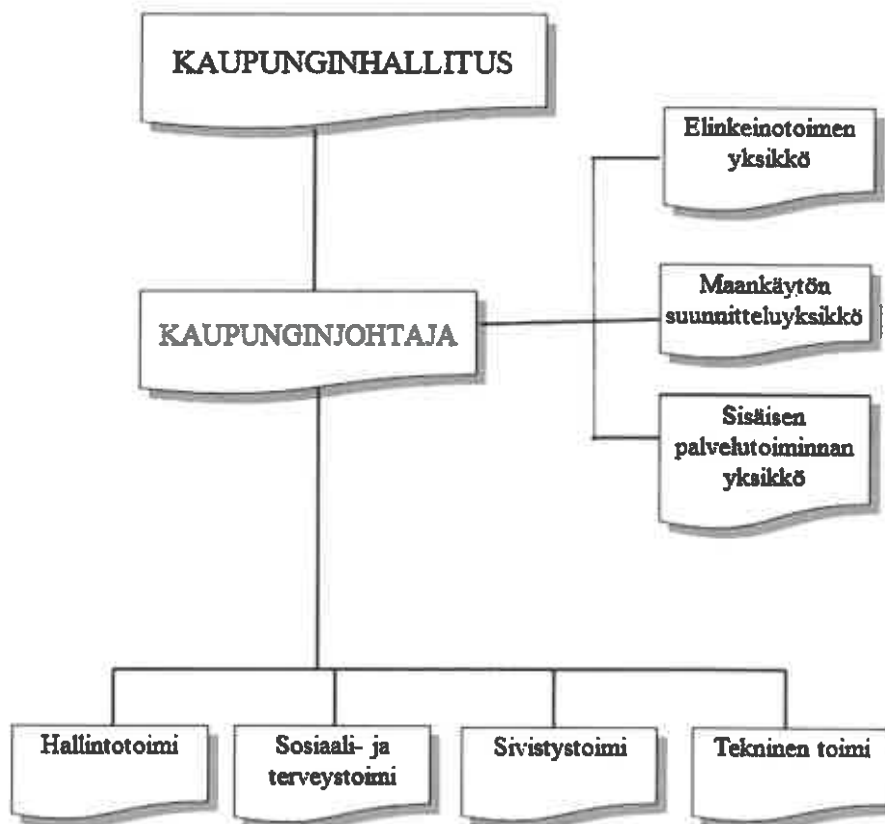 KAUPUNGINHALLITUS
Elinkeinotoimen
yksikkö
KAUPUNGINJOHTAJA
Maankäytön
suunnitteluyksikkö
Sisäisen
palvelutoiminnan
yksikkö
Hallintotoimi
Sosiaali- ja
terveystoimi
Sivistystoimi
Tekninen toimi